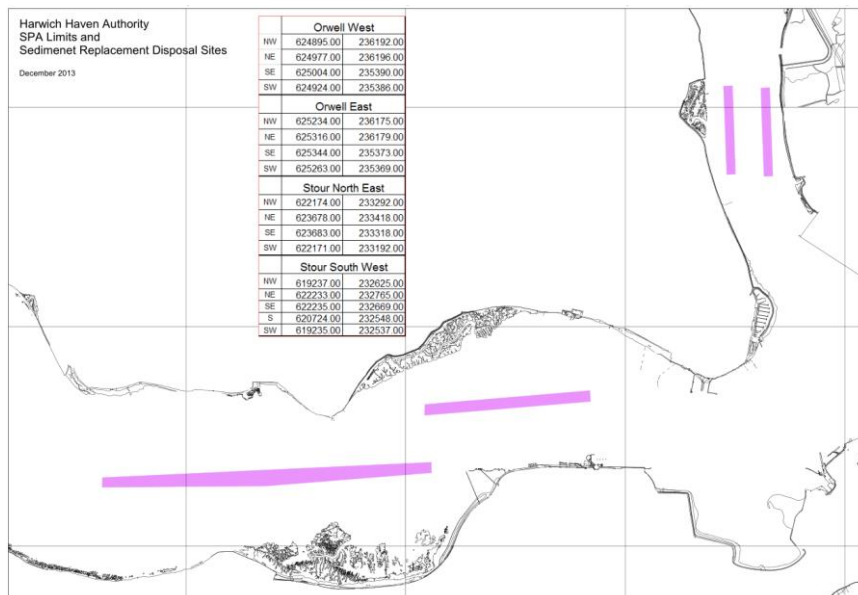 Harwich Haven Authority
SPA Limits and
Sedimenet Replacement Disposal Sites
December 2013
Orwell West
NW 624895.00 236192.00
NE 624977.00 236196.00
SE 625004.00 235390.00
SW 624924.00 235386.00
Orwell East
NW 625234.00 236175.00
NE 625316.00 236179.00
SE 625344.00 235373.00
SW 625263.00 235369.00
Stour North East
NW 622174.00 233292.00
NE 623678.00 233418.00
SE 623683.00 233318.00
SW 622171.00 233192.00
Stour South West
NW 619237.00 232625.00
NE 622233.00 232765.00
SE 622235.00 232669.00
S 620724.00 232548.00
SW 619235.00 232537.00